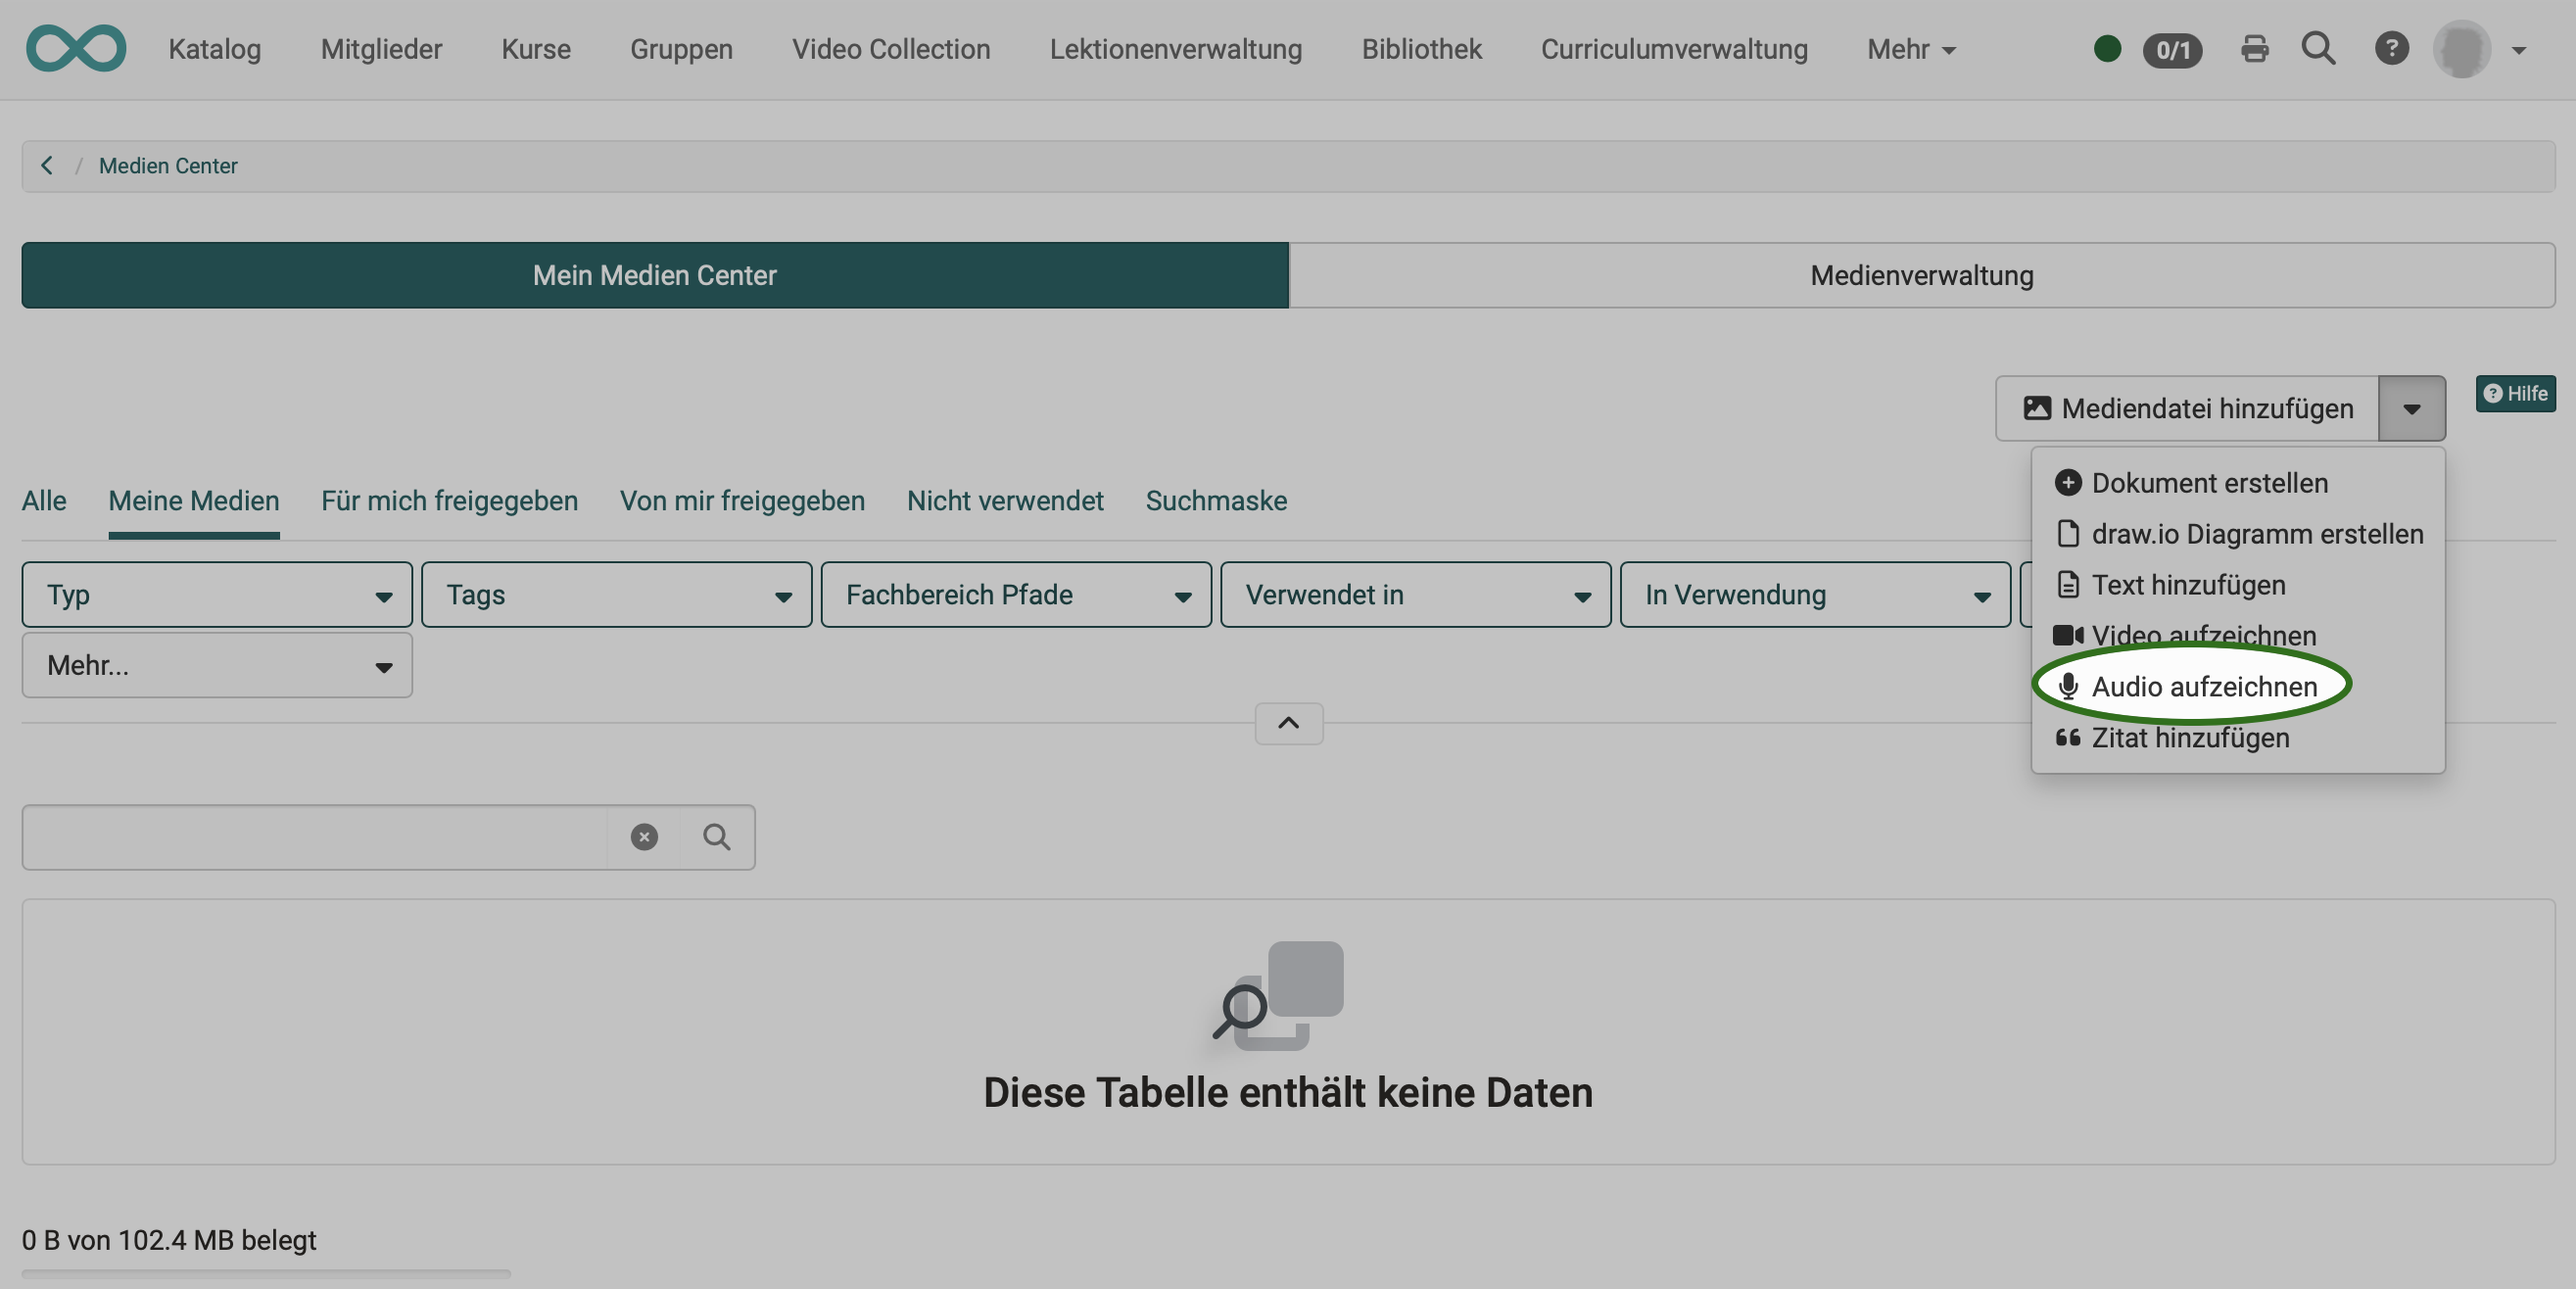 Katalog Mitglieder Kurse Gruppen Video Collection Lektionenverwaltung Bibliothek Curriculumverwaltung Mehr 0/1 ?
/ Medien Center
Mein Medien Center Medienverwaltung
Mediendatei hinzufügen ? Hilfe
Dokument erstellen
draw.io Diagramm erstellen
Text hinzufügen
Video aufzeichnen
Audio aufzeichnen
Zitat hinzufügen
Alle Meine Medien Für mich freigegeben Von mir freigegeben Nicht verwendet Suchmaske
Typ Tags Fachbereich Pfade Verwendet in In Verwendung
Mehr...
Diese Tabelle enthält keine Daten
0 B von 102.4 MB belegt